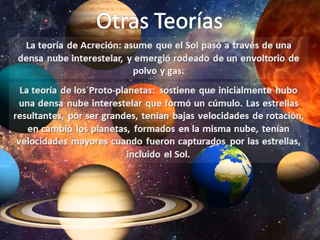 Otras Teorías
La teoría de Acreción: asume que el Sol pasó a través de una
densa nube interestelar, y emergió rodeado de un envoltorio de
polvo y gas.
La teoría de los Proto-planetas: sostiene que inicialmente hubo
una densa nube interestelar que formó un cúmulo. Las estrellas
resultantes, por ser grandes, tenían bajas velocidades de rotación,
en cambio los planetas, formados en la misma nube, tenían
velocidades mayores cuando fueron capturados por las estrellas,
incluido el Sol.